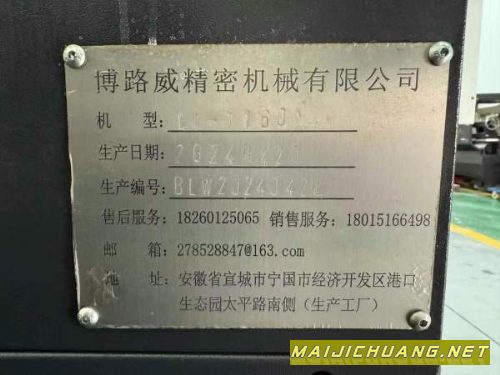 博路威精密机械有限公司
机 型:
生产日期:
生产编号:
售后服务: 18260125065 销售服务: 18015166498
邮 箱: 278528847@163.com
地 址: 安徽省宣城市宁国市经济开发区港口
生态园太平路南侧(生产工厂)
MAIJICHUANG.NET